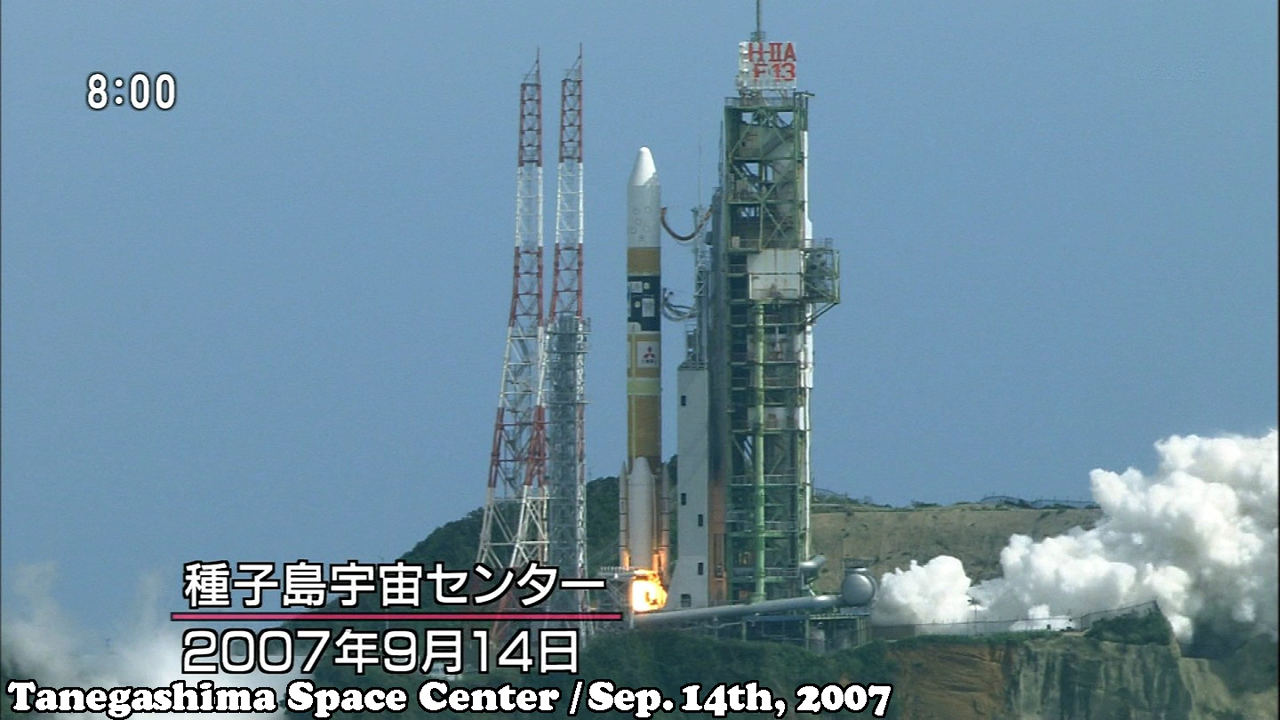 8:00
H-IIA
F13
種子島宇宙センター
2007年9月14日
Tanegashima Space Center / Sep. 14th, 2007